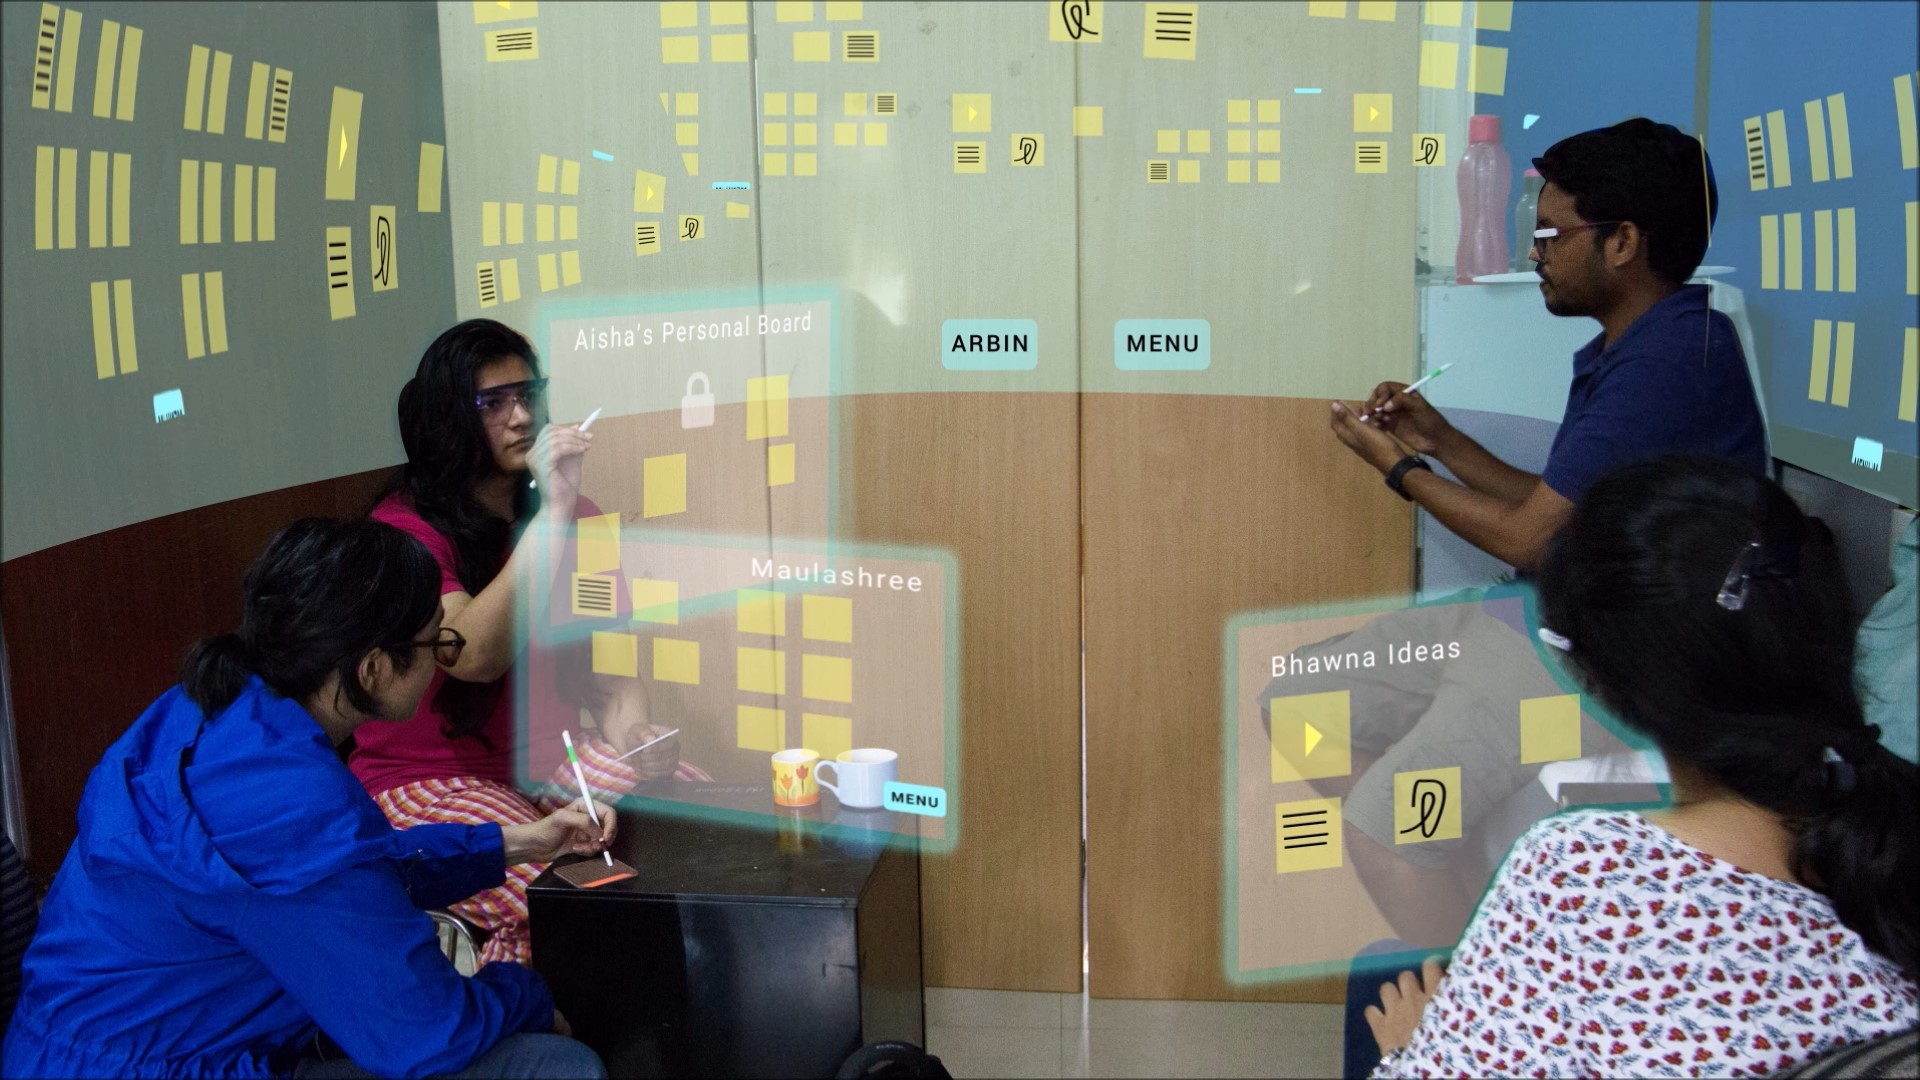 Aisha's Personal Board
ARBIN
MENU
Maulashree
MENU
Bhawna Ideas